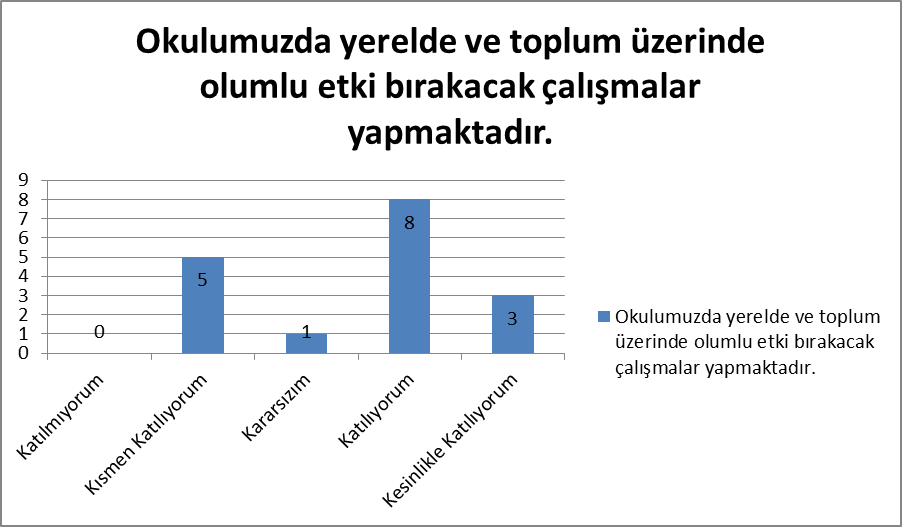 Okulumuzda yerelde ve toplum üzerinde
olumlu etki bırakacak çalışmalar
yapmaktadır.
9
8
7
6
5
4
3
2
1
0
0
5
1
8
3
Katılmıyorum
Kısmen Katılıyorum
Kararsızım
Katılıyorum
Kesinlikle Katılıyorum
Okulumuzda yerelde ve toplum
üzerinde olumlu etki bırakacak
çalışmalar yapmaktadır.